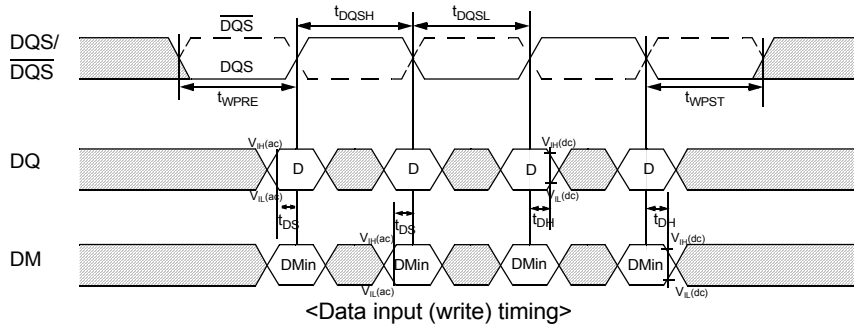 DQS tDQSH tDQSL
DQS/
DQS
DQS
tWPRE tWPST
VIH(ac) VIH(dc)
DQ D D D D
VIL(ac) VIL(dc)
tDS tDS tDH tDH
VIH(ac) VIH(dc)
DM DMin DMin DMin DMin
VIL(ac) VIL(dc)
<Data input (write) timing>